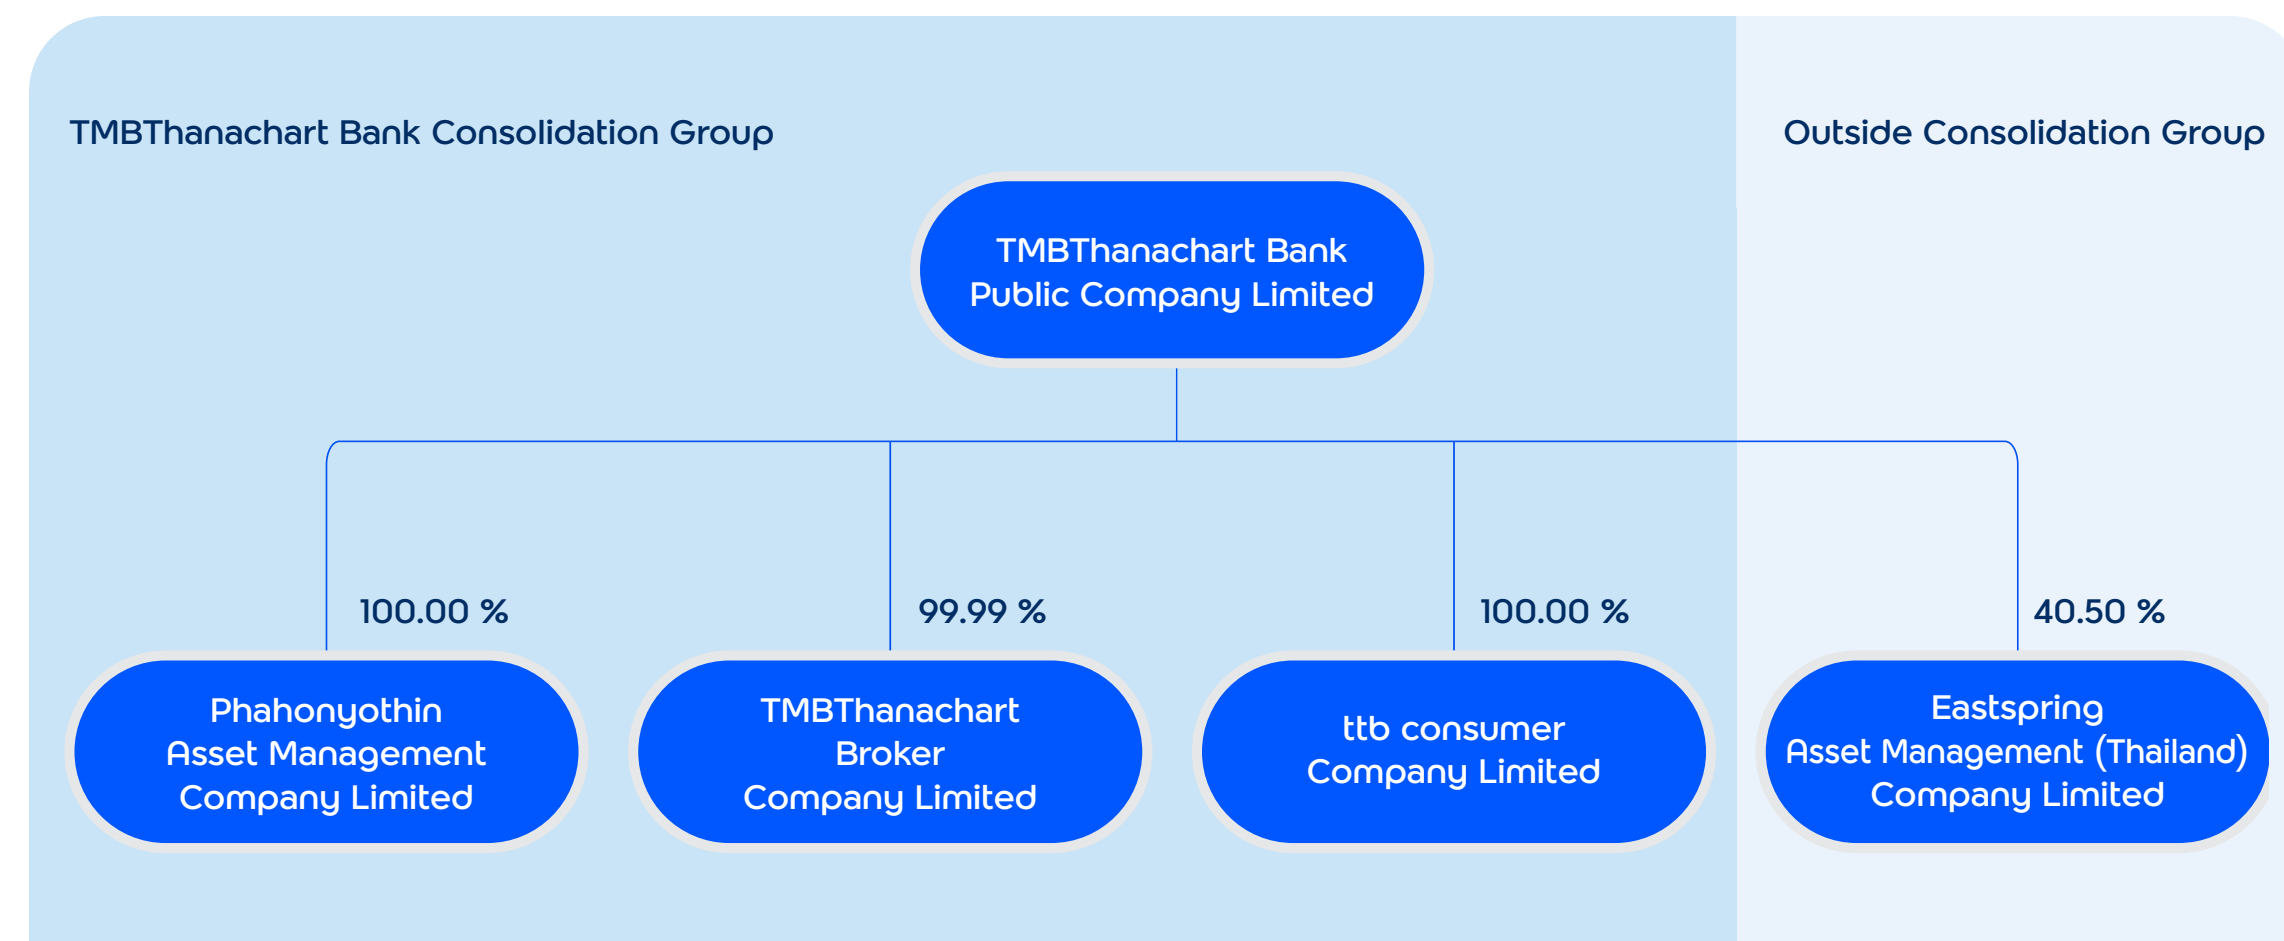 TMBThanachart Bank Consolidation Group
Outside Consolidation Group
TMBThanachart Bank
Public Company Limited
100.00 %
99.99 %
100.00 %
40.50 %
Phahonyothin
Asset Management
Company Limited
TMBThanachart
Broker
Company Limited
ttb consumer
Company Limited
Eastspring
Asset Management (Thailand)
Company Limited